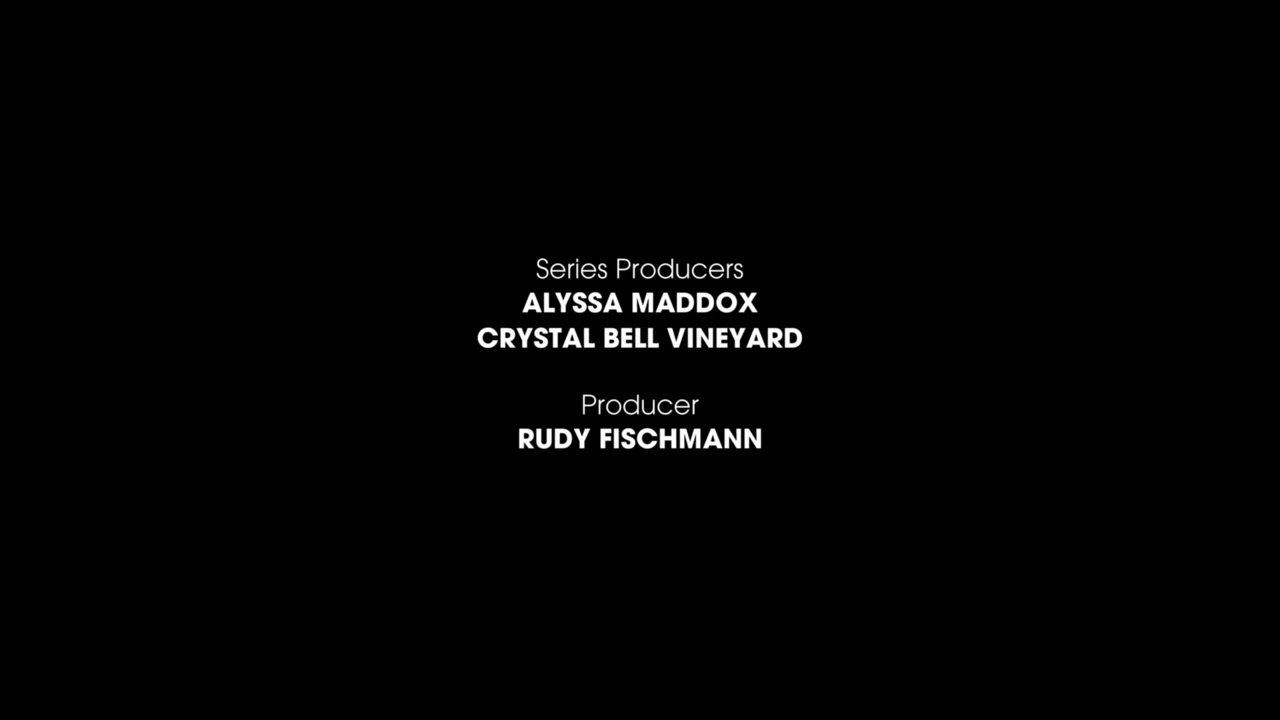 Series Producers
ALYSSA MADDOX
CRYSTAL BELL VINEYARD
Producer
RUDY FISCHMANN